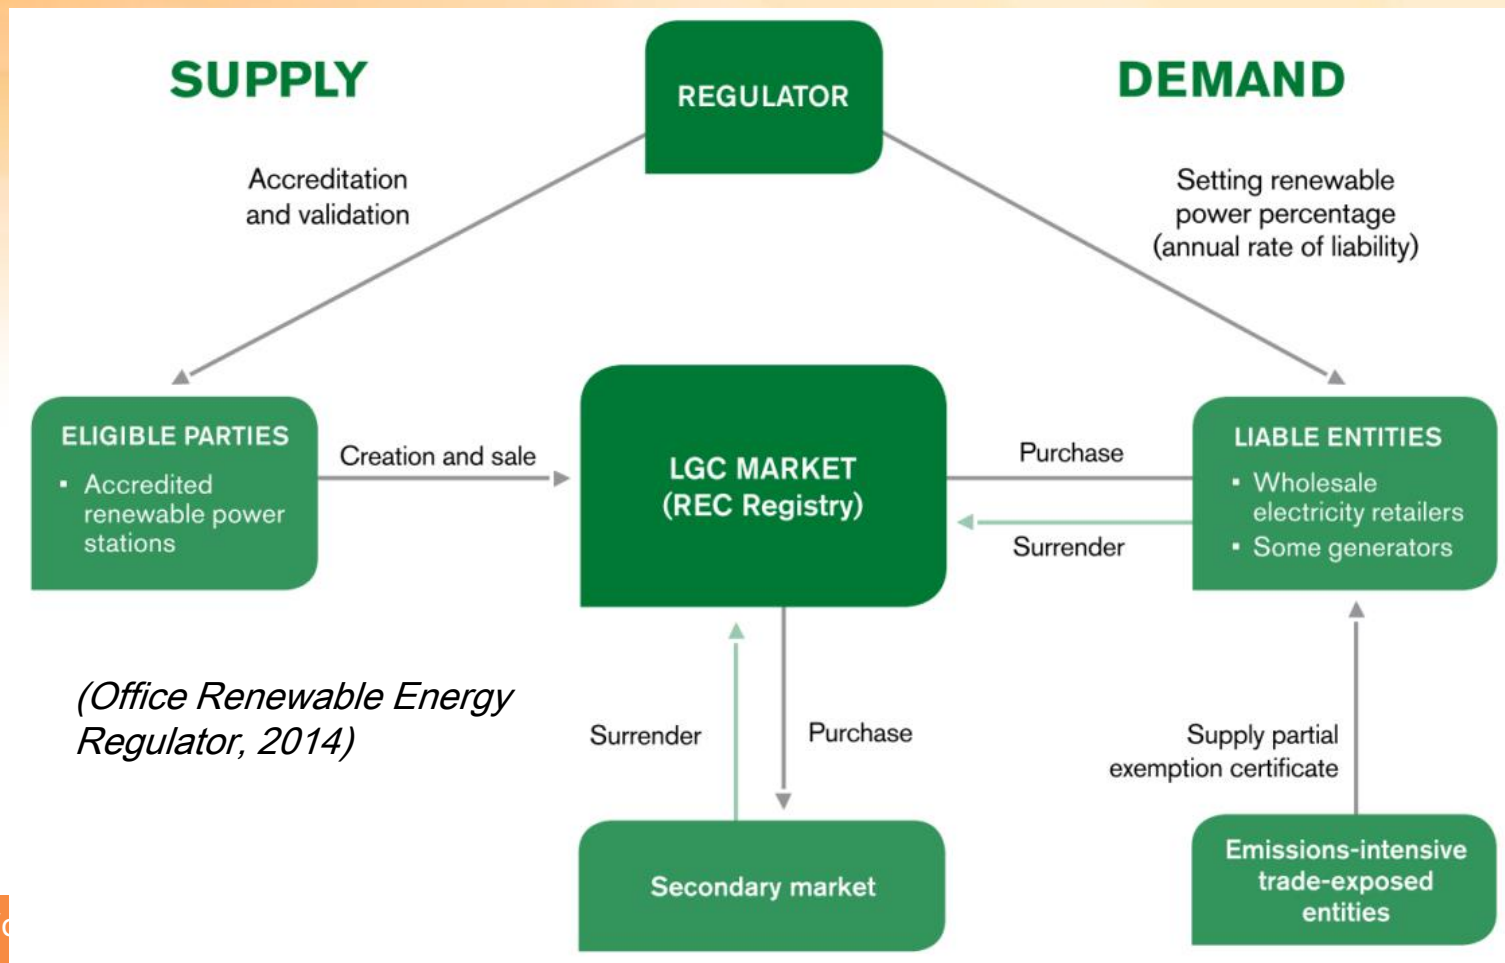 SUPPLY
REGULATOR
DEMAND
Accreditation
and validation
Setting renewable
power percentage
(annual rate of liability)
ELIGIBLE PARTIES
▪ Accredited
renewable power
stations
Creation and sale
LGC MARKET
(REC Registry)
Purchase
Surrender
LIABLE ENTITIES
▪ Wholesale
electricity retailers
▪ Some generators
(Office Renewable Energy
Regulator, 2014)
Surrender
Purchase
Supply partial
exemption certificate
Secondary market
Emissions-intensive
trade-exposed
entities